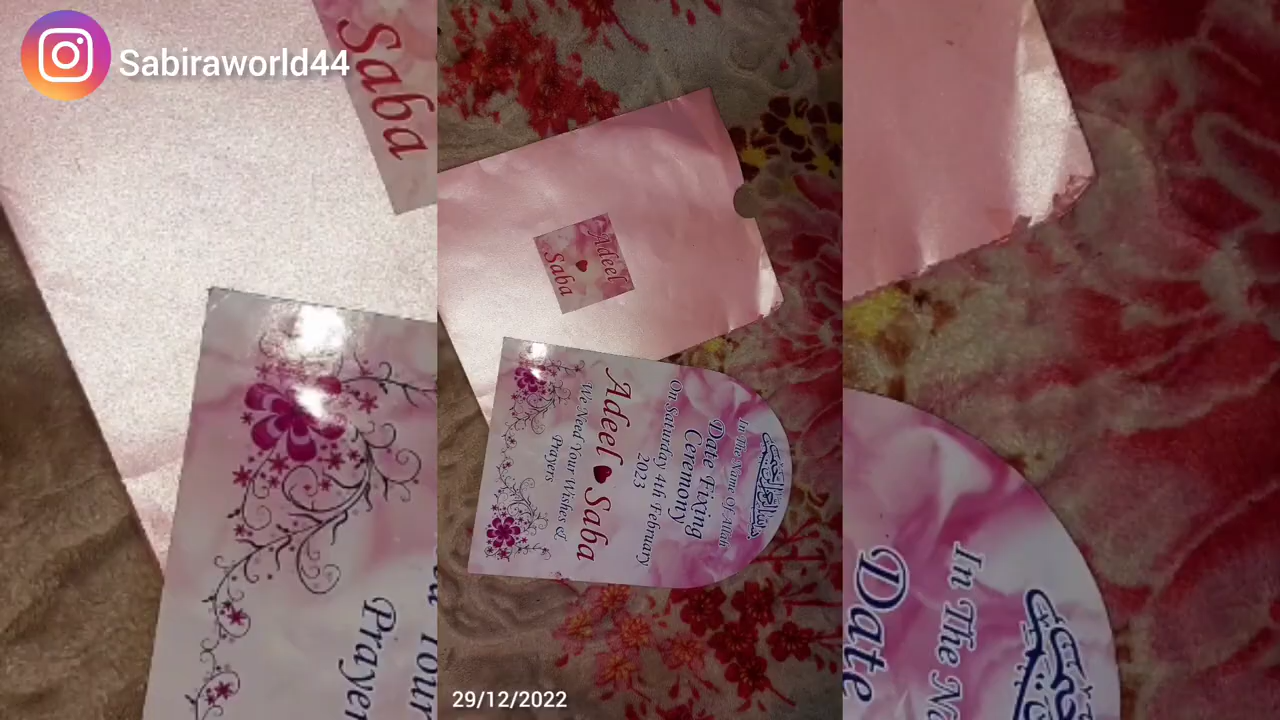 Sabiraworld44
Saba
Adeel
Saba
In The Name Of Allah
Date Fixing
Ceremony
On Saturday 4th February
2023
Adeel Saba
We Need Your Wishes &
Prayers
29/12/2022
Your
Prayer
In The Na
Date